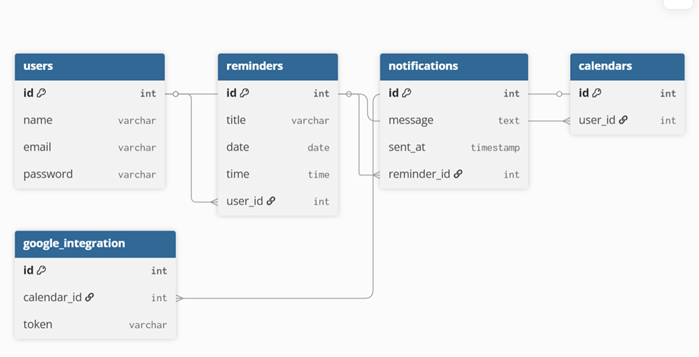 users
id int
name varchar
email varchar
password varchar
reminders
id int
title varchar
date date
time time
user_id int
notifications
id int
message text
sent_at timestamp
reminder_id int
calendars
id int
user_id int
google_integration
id int
calendar_id int
token varchar